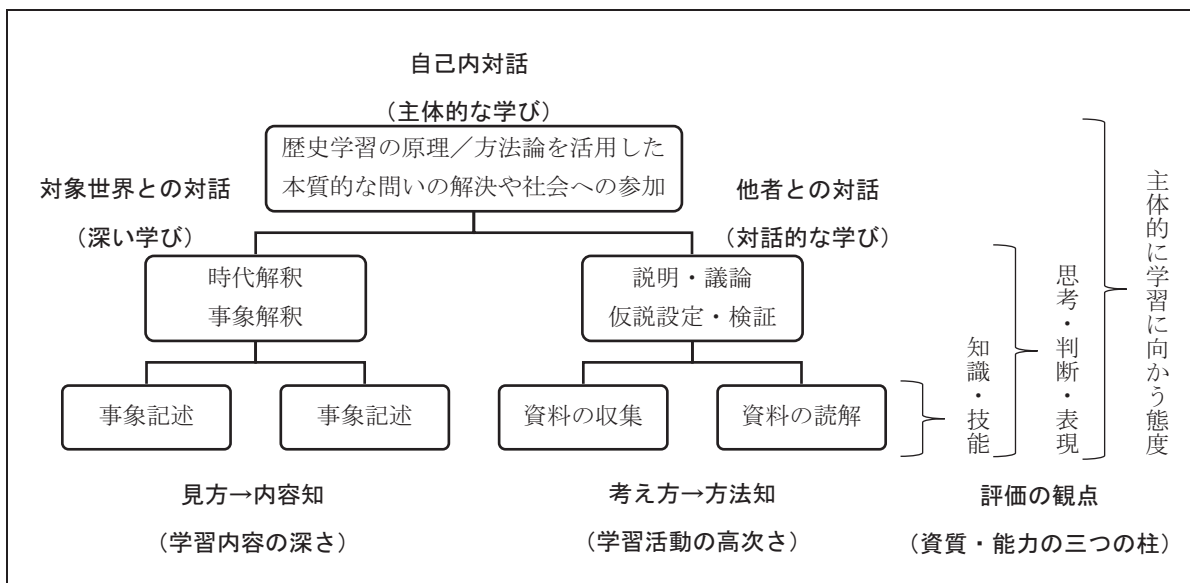 自己内対話
（主体的な学び）
歴史学習の原理／方法論を活用した
本質的な問いの解決や社会への参加
対象世界との対話
（深い学び）
他者との対話
（対話的な学び）
時代解釈
事象解釈
説明・議論
仮説設定・検証
事象記述
事象記述
資料の収集
資料の読解
知識・技能
思考・判断・表現
主体的に学習に向かう態度
見方→内容知
（学習内容の深さ）
考え方→方法知
（学習活動の高次さ）
評価の観点
（資質・能力の三つの柱）